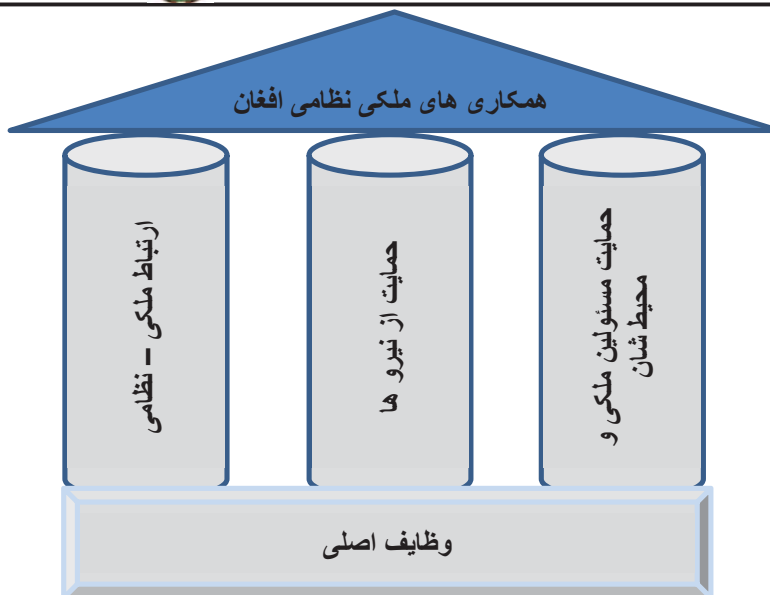 همکاری های ملکی نظامی افغان
حمایت مسئولین ملکی و
محیط شان
حمایت از نیرو ها
ارتباط ملکی – نظامی
وظایف اصلی